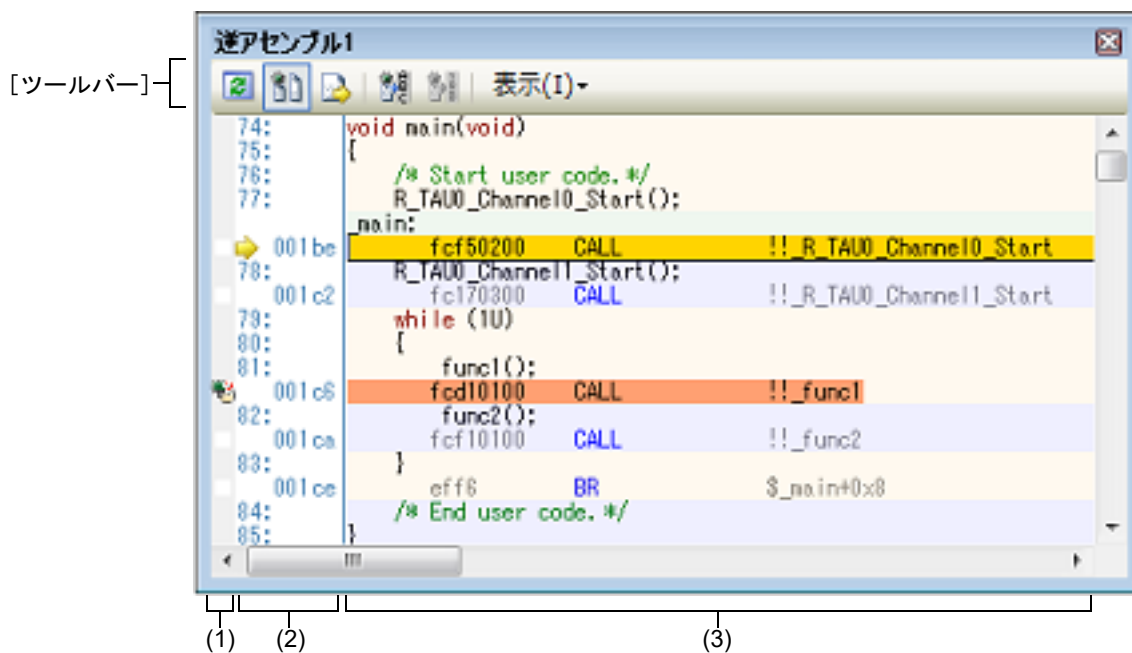 逆アセンブル1
[ツールバー]
表示(I)
74: void main(void)
75: {
76: /* Start user code. */
77: R_TAU0_Channel0_Start();
_main:
001be fcf50200 CALL !!_R_TAU0_Channel0_Start
78: R_TAU0_Channel1_Start();
001c2 fc170300 CALL !!_R_TAU0_Channel1_Start
79: while (1U)
80: {
81: func1();
001c6 fcd10100 CALL !!_func1
82: func2();
001ca fcf10100 CALL !!_func2
83: }
001ce eff6 BR $_main+0x8
84: /* End user code. */
85: }
(1) (2) (3)